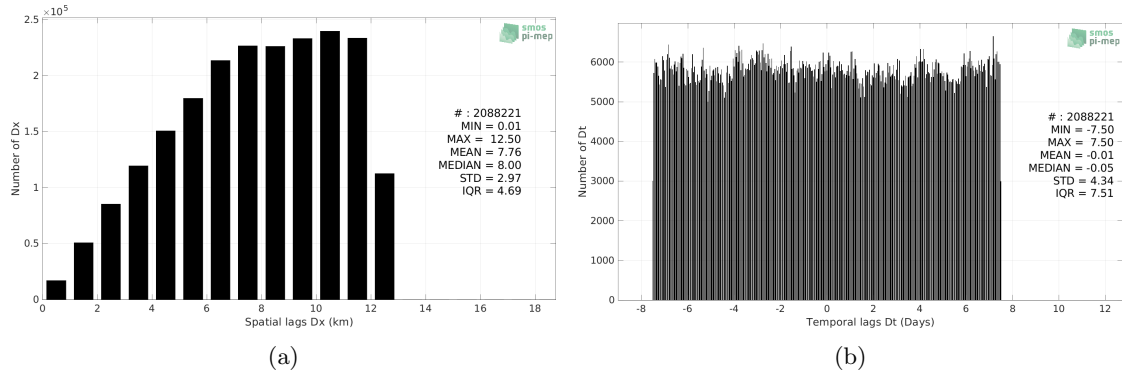 ×10⁵
2.5
2
1.5
1
0.5
0
Number of Dx
smos
pi-mep
# : 2088221
MIN = 0.01
MAX = 12.50
MEAN = 7.76
MEDIAN = 8.00
STD = 2.97
IQR = 4.69
0 2 4 6 8 10 12 14 16 18
Spatial lags Dx (km)
(a)
6000
5000
4000
3000
2000
1000
0
Number of Dt
smos
pi-mep
# : 2088221
MIN = -7.50
MAX = 7.50
MEAN = -0.01
MEDIAN = -0.05
STD = 4.34
IQR = 7.51
-8 -6 -4 -2 0 2 4 6 8 10 12
Temporal lags Dt (Days)
(b)